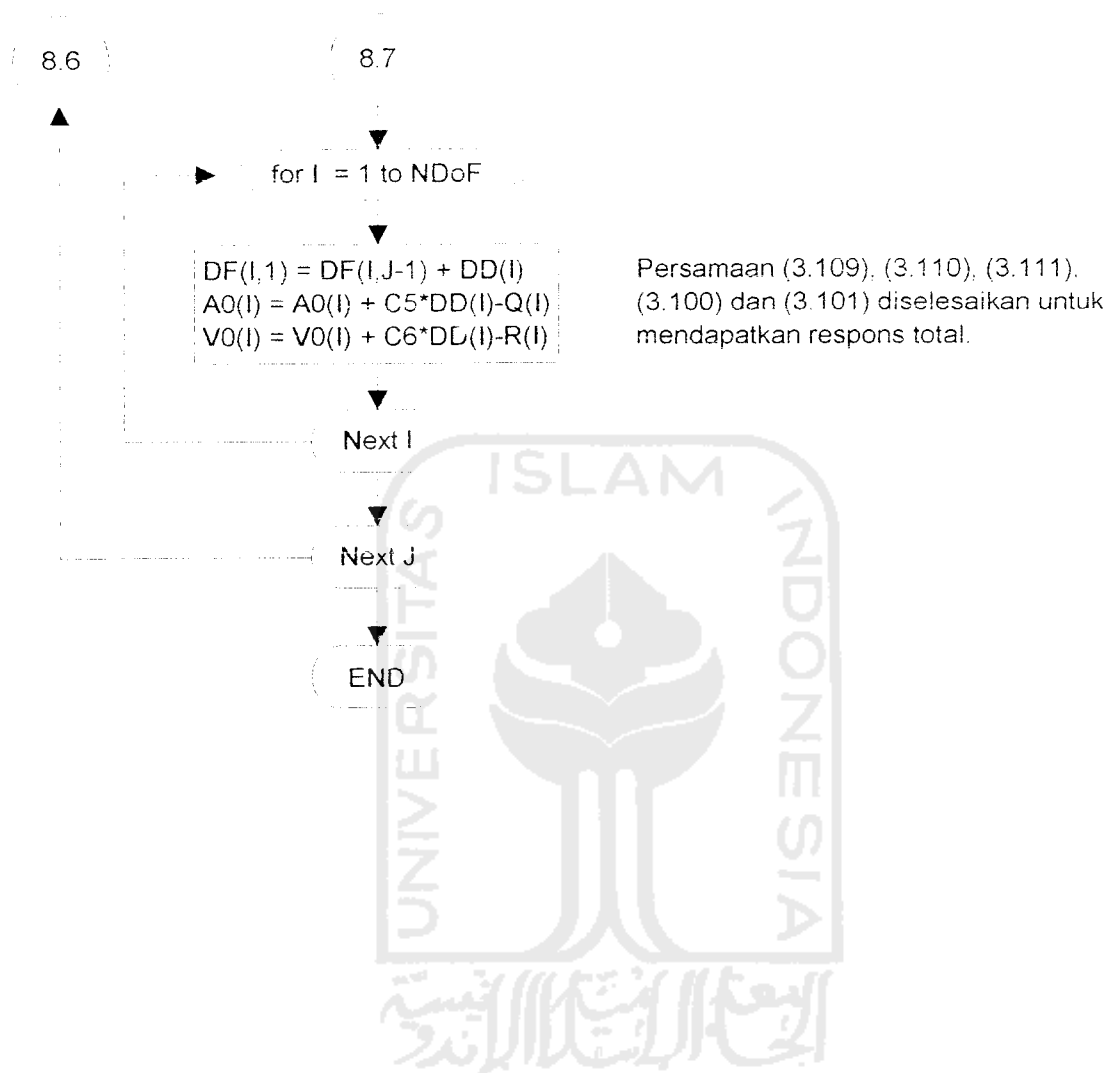 8.6
8.7
for I = 1 to NDoF
DF(I,1) = DF(I,J-1) + DD(I)
A0(I) = A0(I) + C5*DD(I)-Q(I)
V0(I) = V0(I) + C6*DD(I)-R(I)
Persamaan (3.109), (3.110), (3.111),
(3.100) dan (3.101) diselesaikan untuk
mendapatkan respons total.
Next I
Next J
END
UNIVERSITAS
ISLAM
INDONESIA